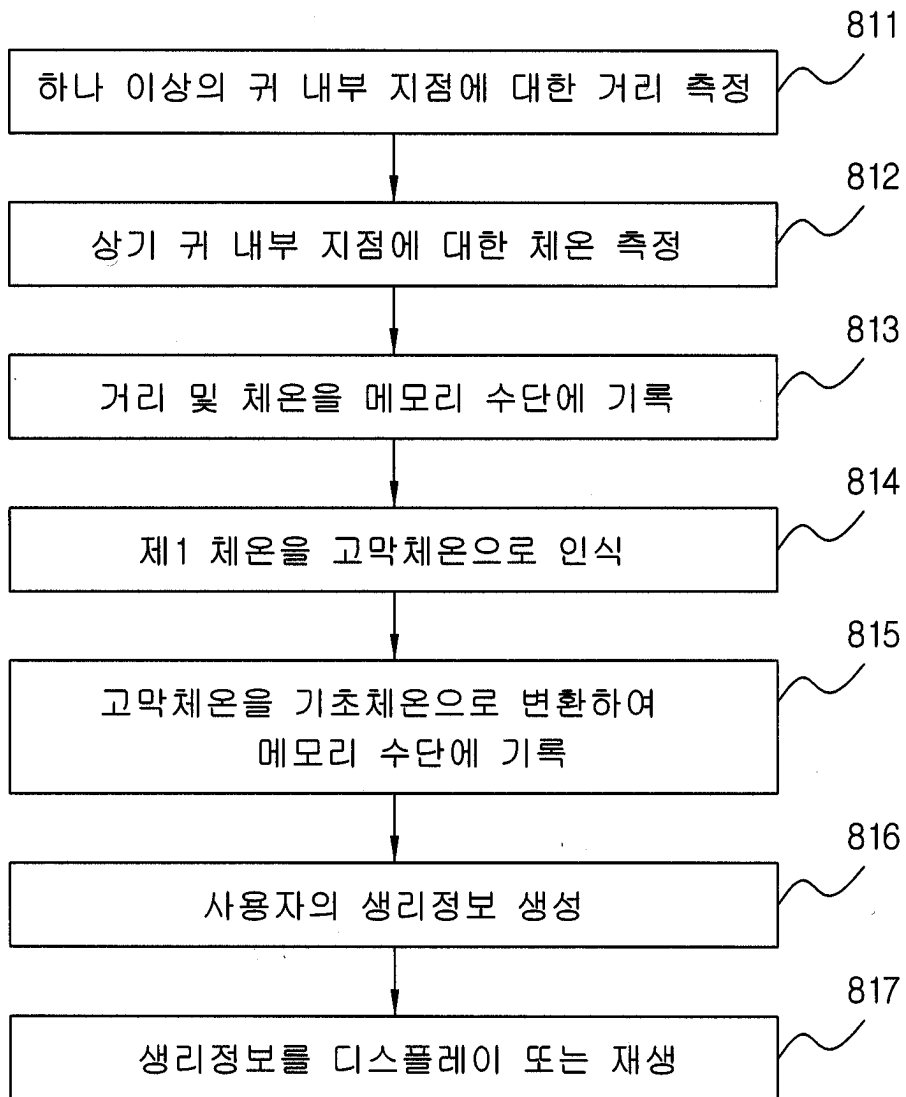 811
하나 이상의 귀 내부 지점에 대한 거리 측정
812
상기 귀 내부 지점에 대한 체온 측정
813
거리 및 체온을 메모리 수단에 기록
814
제1 체온을 고막체온으로 인식
815
고막체온을 기초체온으로 변환하여
메모리 수단에 기록
816
사용자의 생리정보 생성
817
생리정보를 디스플레이 또는 재생